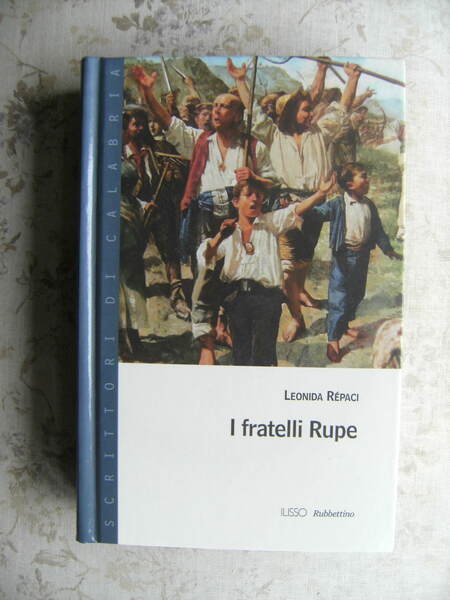 SCRITTORI DI CALABRIA
LEONIDA RÉPACI
I fratelli Rupe
ILISSO Rubbettino